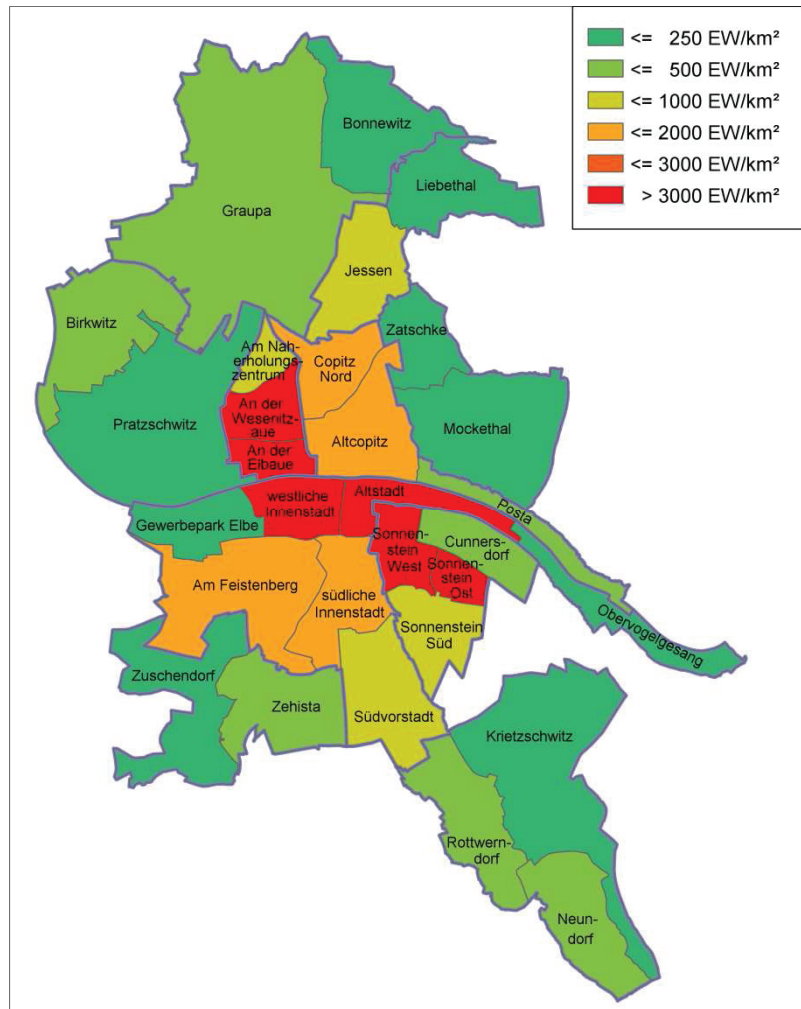 <= 250 EW/km²
<= 500 EW/km²
<= 1000 EW/km²
<= 2000 EW/km²
<= 3000 EW/km²
> 3000 EW/km²
Bonnewitz
Liebethal
Graupa
Jessen
Birkwitz
Zatschke
Am Nah-
erholungs-
zentrum
Copitz
Nord
Pratzschwitz
An der
Wesenitz-
aue
Mockethal
Altcopitz
An der
Elbaue
Altstadt
westliche
Innenstadt
Posta
Gewerbepark Elbe
Sonnen-
stein
West
Cunners-
dorf
Sonnen-
stein
Ost
Am Feistenberg
südliche
Innenstadt
Obervogelgesang
Sonnenstein
Süd
Zuschendorf
Zehista
Südvorstadt
Krietzschwitz
Rottwern-
dorf
Neun-
dorf